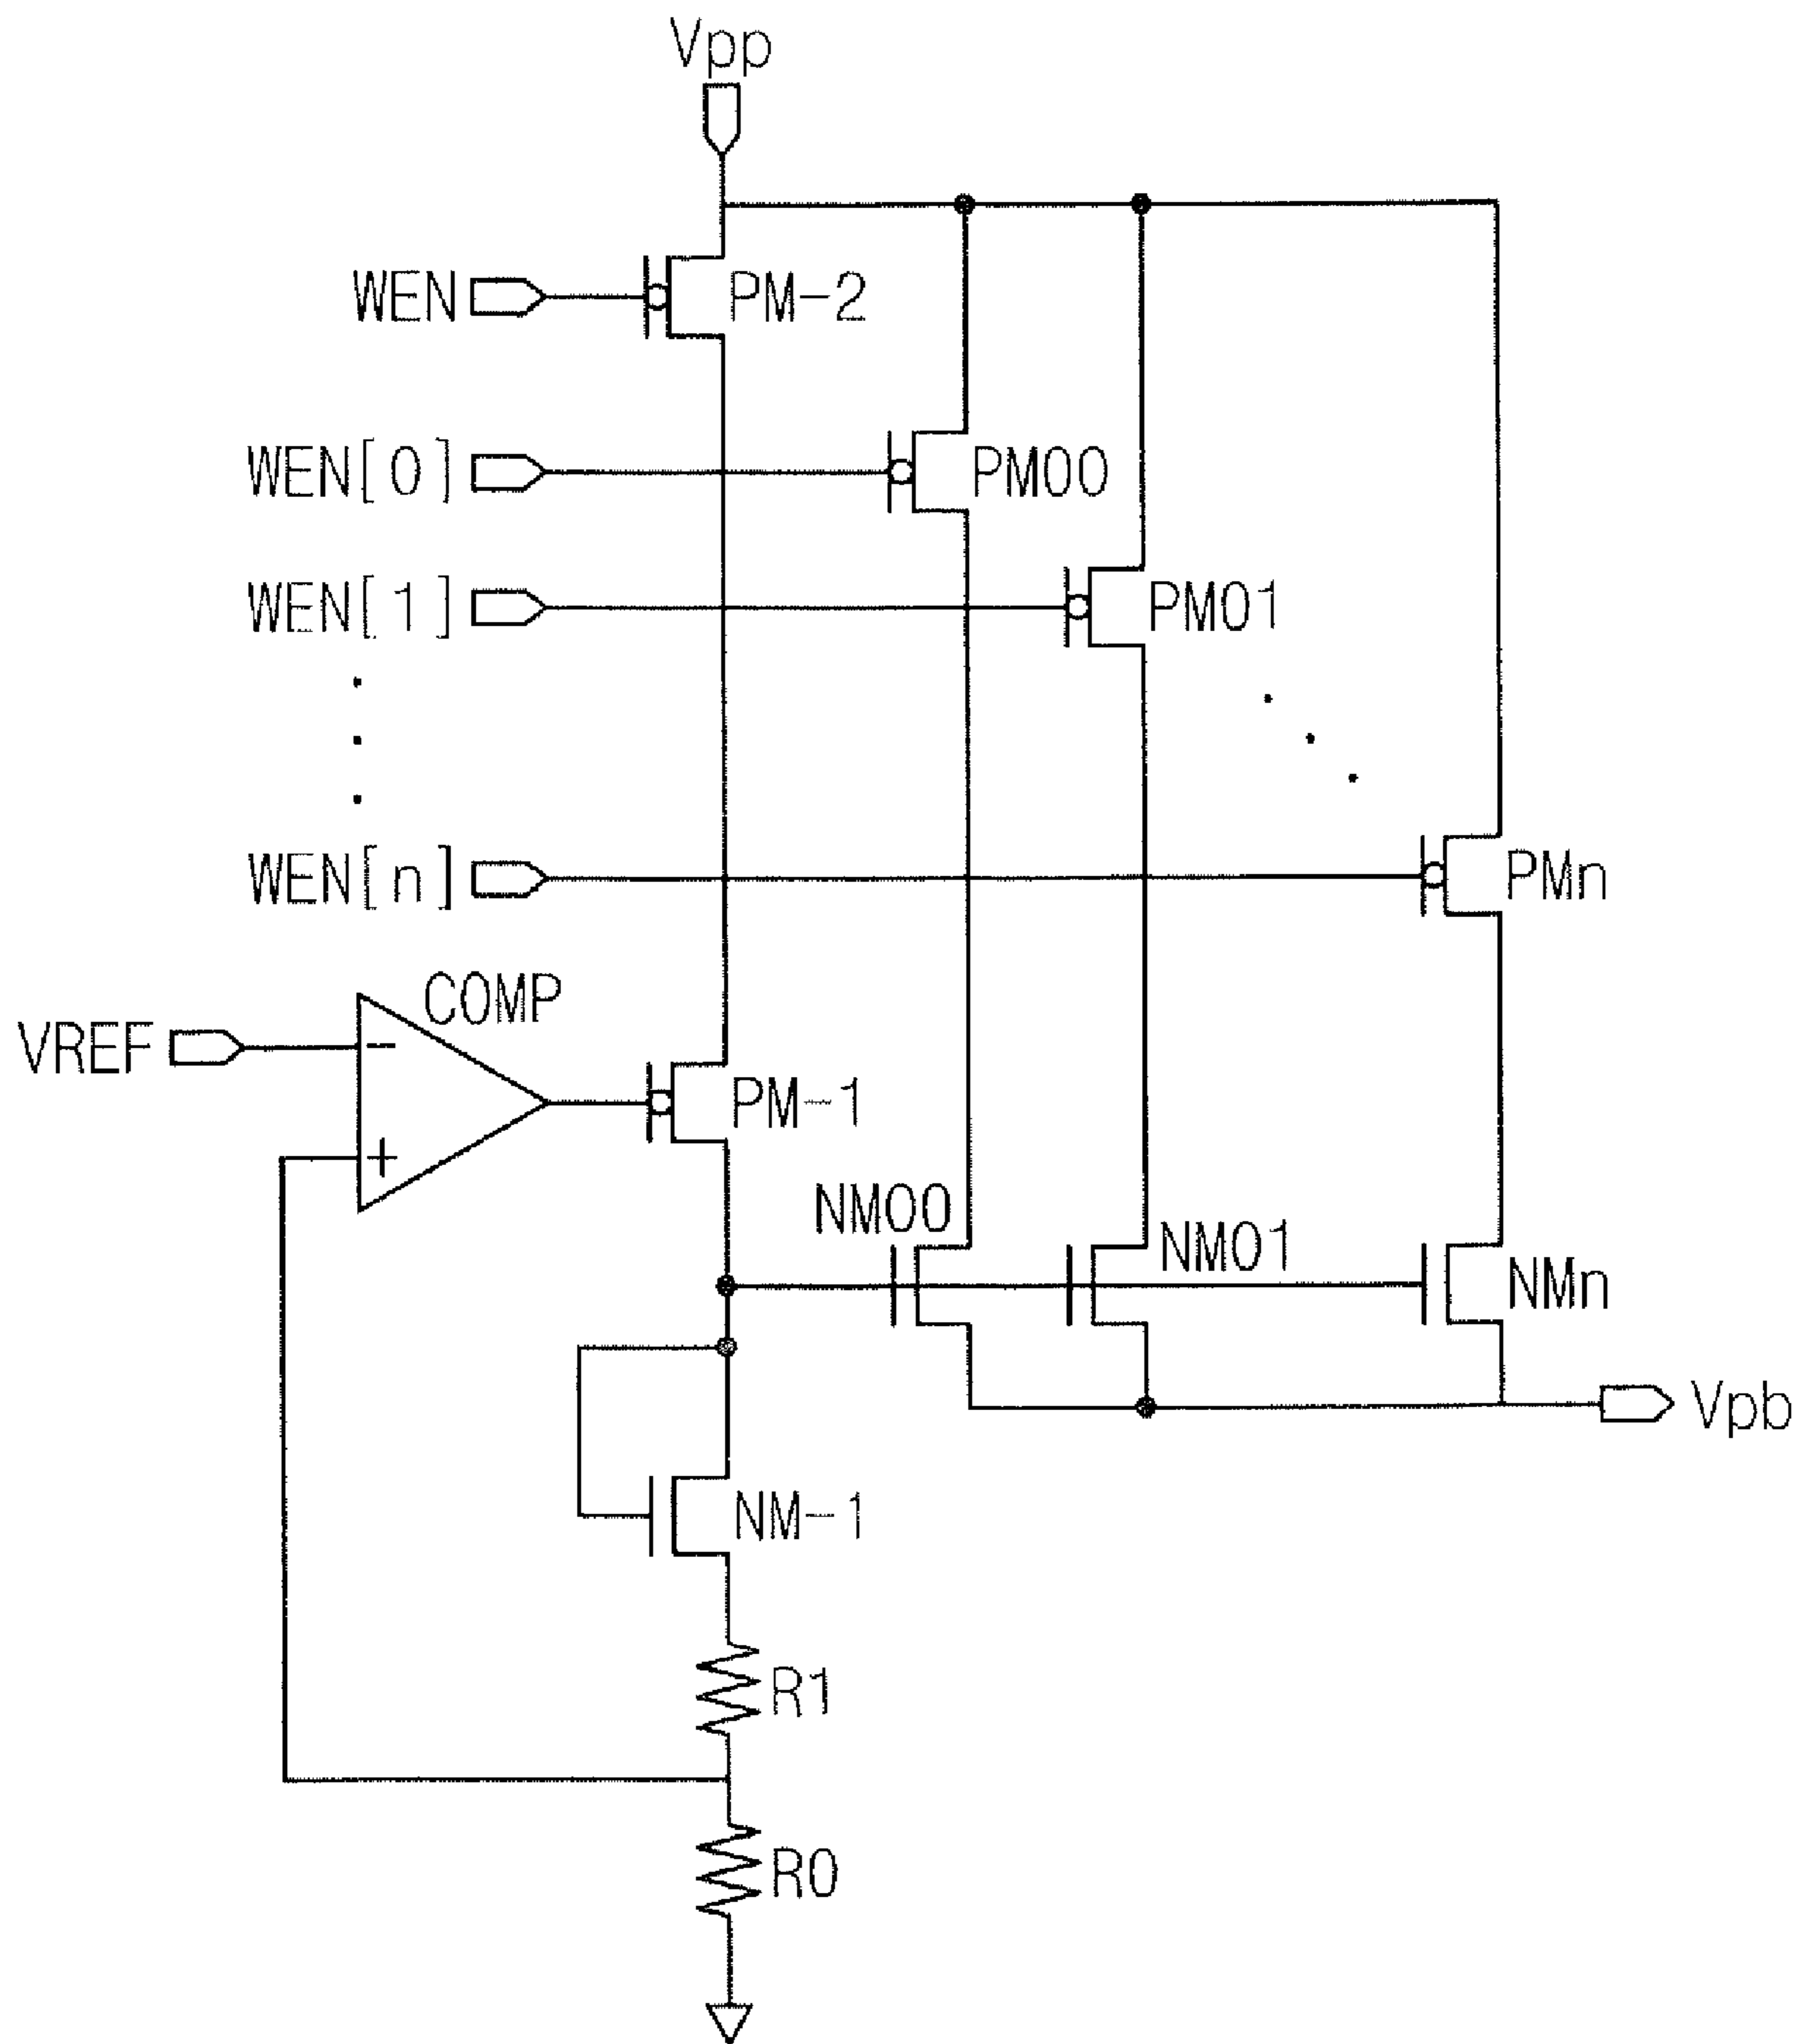 Vpp
WEN
PM-2
WEN[0]
PM00
WEN[1]
PM01
WEN[n]
PMn
COMP
VREF
-
+
PM-1
NM00
NM01
NMn
Vpb
NM-1
R1
R0